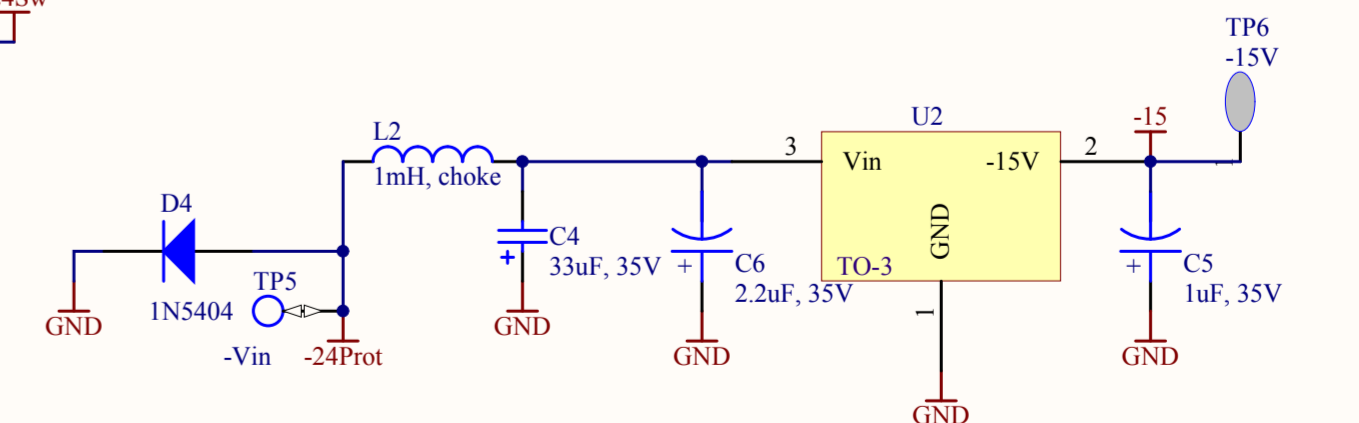 TP6
-15V
U2
-15
L2
3
Vin
-15V
2
1mH, choke
D4
GND
C4
33uF, 35V
+
+
C6
2.2uF, 35V
TO-3
+
C5
1uF, 35V
TP5
1N5404
1
GND
GND
-Vin
-24Prot
GND
GND
GND